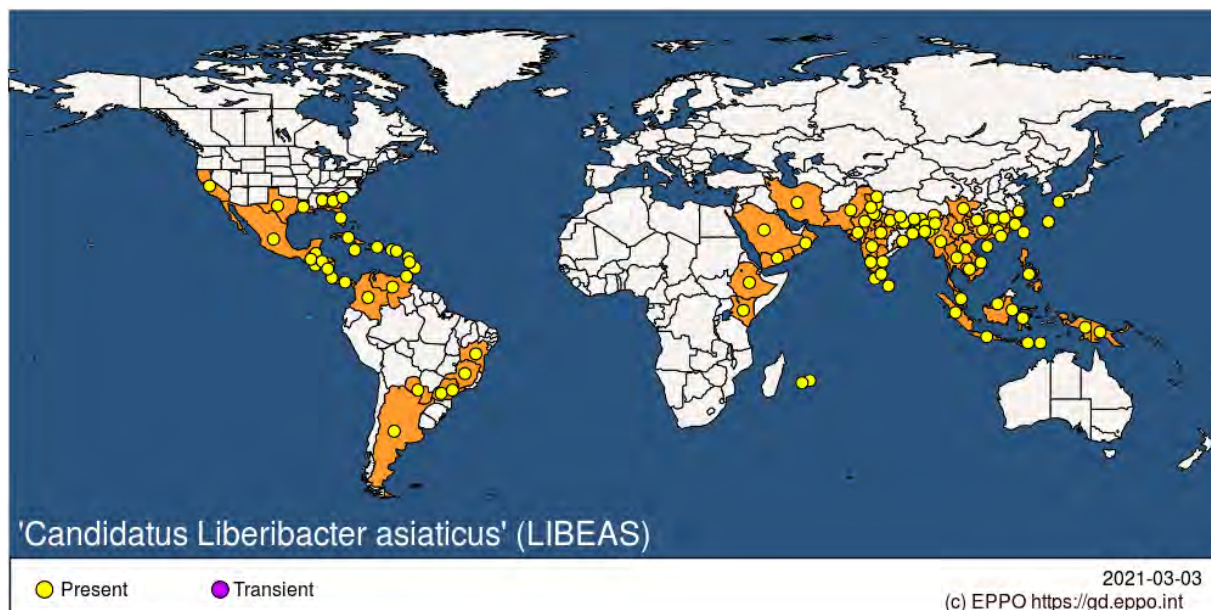 'Candidatus Liberibacter asiaticus' (LIBEAS)
Present Transient
2021-03-03
(c) EPPO https://gd.eppo.int